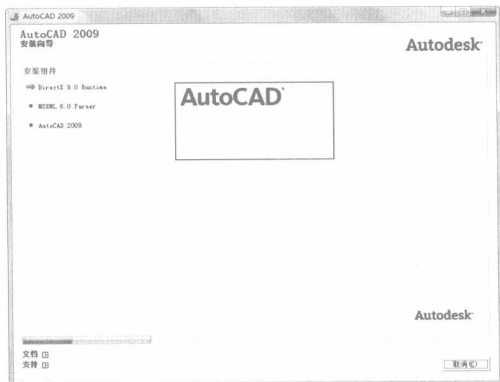 AutoCAD 2009
AutoCAD 2009
安装向导
Autodesk
安装组件
DirectX 9.0 Runtime
MSXML 6.0 Parser
AutoCAD 2009
AutoCAD
Autodesk
文档
支持
取消(C)